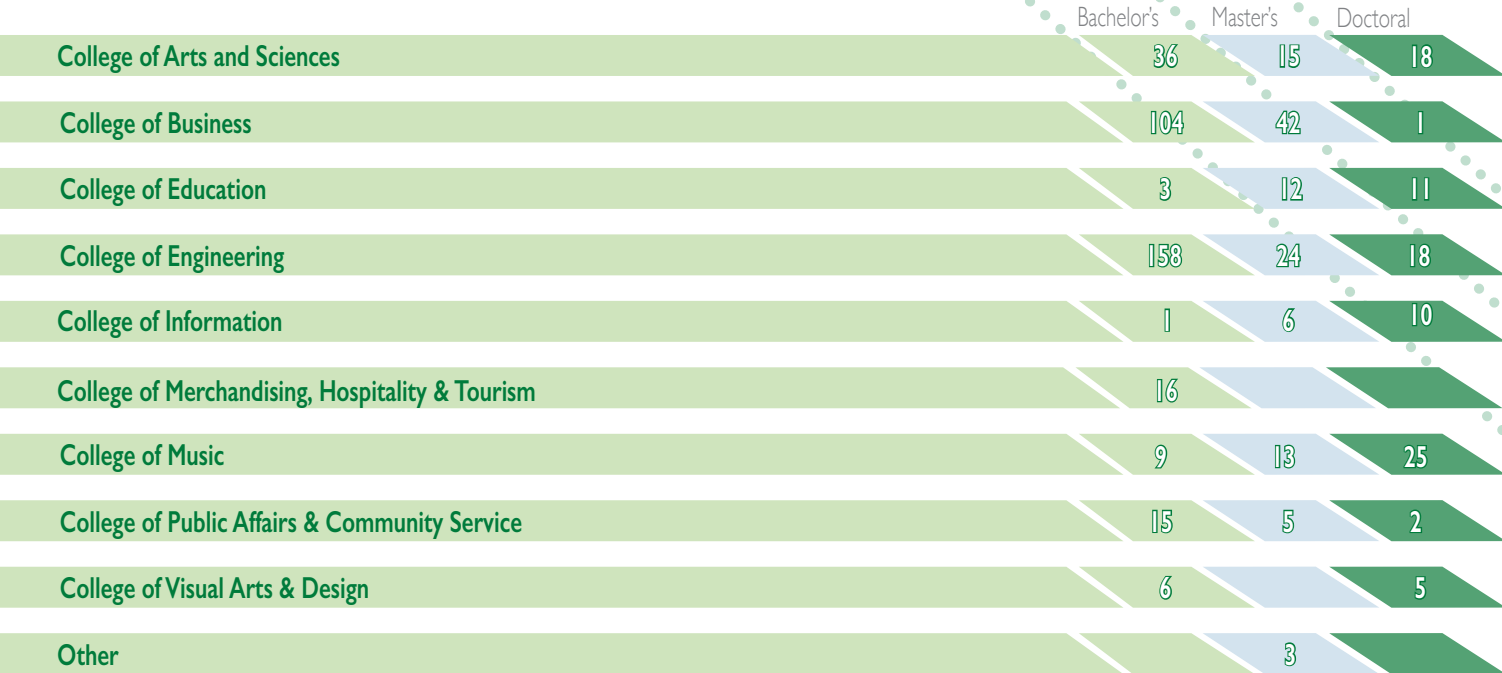 Bachelor's Master's Doctoral
College of Arts and Sciences 36 15 18
College of Business 104 42 1
College of Education 3 12 11
College of Engineering 158 24 18
College of Information 1 6 10
College of Merchandising, Hospitality & Tourism 16
College of Music 9 13 25
College of Public Affairs & Community Service 15 5 2
College of Visual Arts & Design 6 5
Other 3